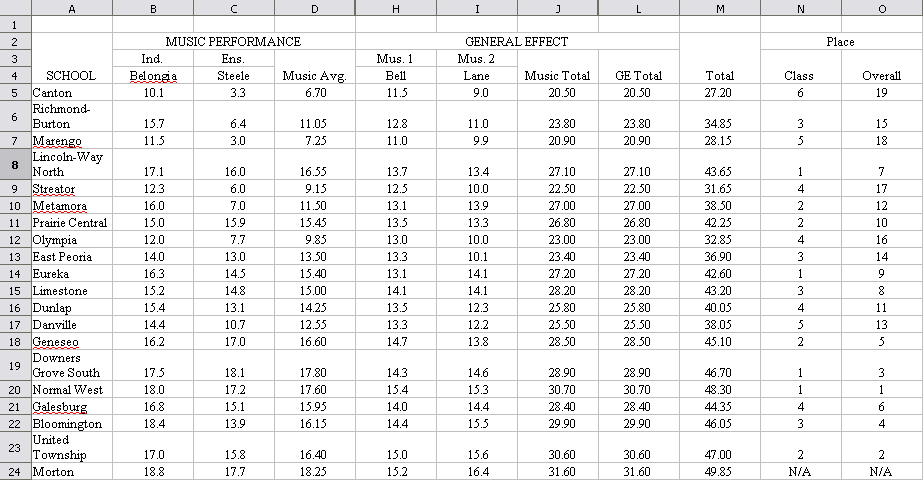 A B C D H I J L M N O
1
2 MUSIC PERFORMANCE GENERAL EFFECT Place
3 Ind. Ens. Mus. 1 Mus. 2
4 SCHOOL Belongia Steele Music Avg. Bell Lane Music Total GE Total Total Class Overall
5 Canton 10.1 3.3 6.70 11.5 9.0 20.50 20.50 27.20 6 19
Richmond-
6 Burton 15.7 6.4 11.05 12.8 11.0 23.80 23.80 34.85 3 15
7 Marengo 11.5 3.0 7.25 11.0 9.9 20.90 20.90 28.15 5 18
Lincoln-Way
8 North 17.1 16.0 16.55 13.7 13.4 27.10 27.10 43.65 1 7
9 Streator 12.3 6.0 9.15 12.5 10.0 22.50 22.50 31.65 4 17
10 Metamora 16.0 7.0 11.50 13.1 13.9 27.00 27.00 38.50 2 12
11 Prairie Central 15.0 15.9 15.45 13.5 13.3 26.80 26.80 42.25 2 10
12 Olympia 12.0 7.7 9.85 13.0 10.0 23.00 23.00 32.85 4 16
13 East Peoria 14.0 13.0 13.50 13.3 10.1 23.40 23.40 36.90 3 14
14 Eureka 16.3 14.5 15.40 13.1 14.1 27.20 27.20 42.60 1 9
15 Limestone 15.2 14.8 15.00 14.1 14.1 28.20 28.20 43.20 3 8
16 Dunlap 15.4 13.1 14.25 13.5 12.3 25.80 25.80 40.05 4 11
17 Danville 14.4 10.7 12.55 13.3 12.2 25.50 25.50 38.05 5 13
18 Geneseo 16.2 17.0 16.60 14.7 13.8 28.50 28.50 45.10 2 5
Downers
19 Grove South 17.5 18.1 17.80 14.3 14.6 28.90 28.90 46.70 1 3
20 Normal West 18.0 17.2 17.60 15.4 15.3 30.70 30.70 48.30 1 1
21 Galesburg 16.8 15.1 15.95 14.0 14.4 28.40 28.40 44.35 4 6
22 Bloomington 18.4 13.9 16.15 14.4 15.5 29.90 29.90 46.05 3 4
United
23 Township 17.0 15.8 16.40 15.0 15.6 30.60 30.60 47.00 2 2
24 Morton 18.8 17.7 18.25 15.2 16.4 31.60 31.60 49.85 N/A N/A